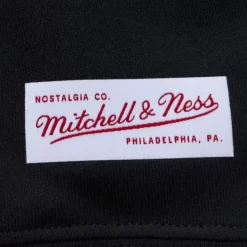 NOSTALGIA CO.
Mitchell & Ness
PHILADELPHIA, PA.